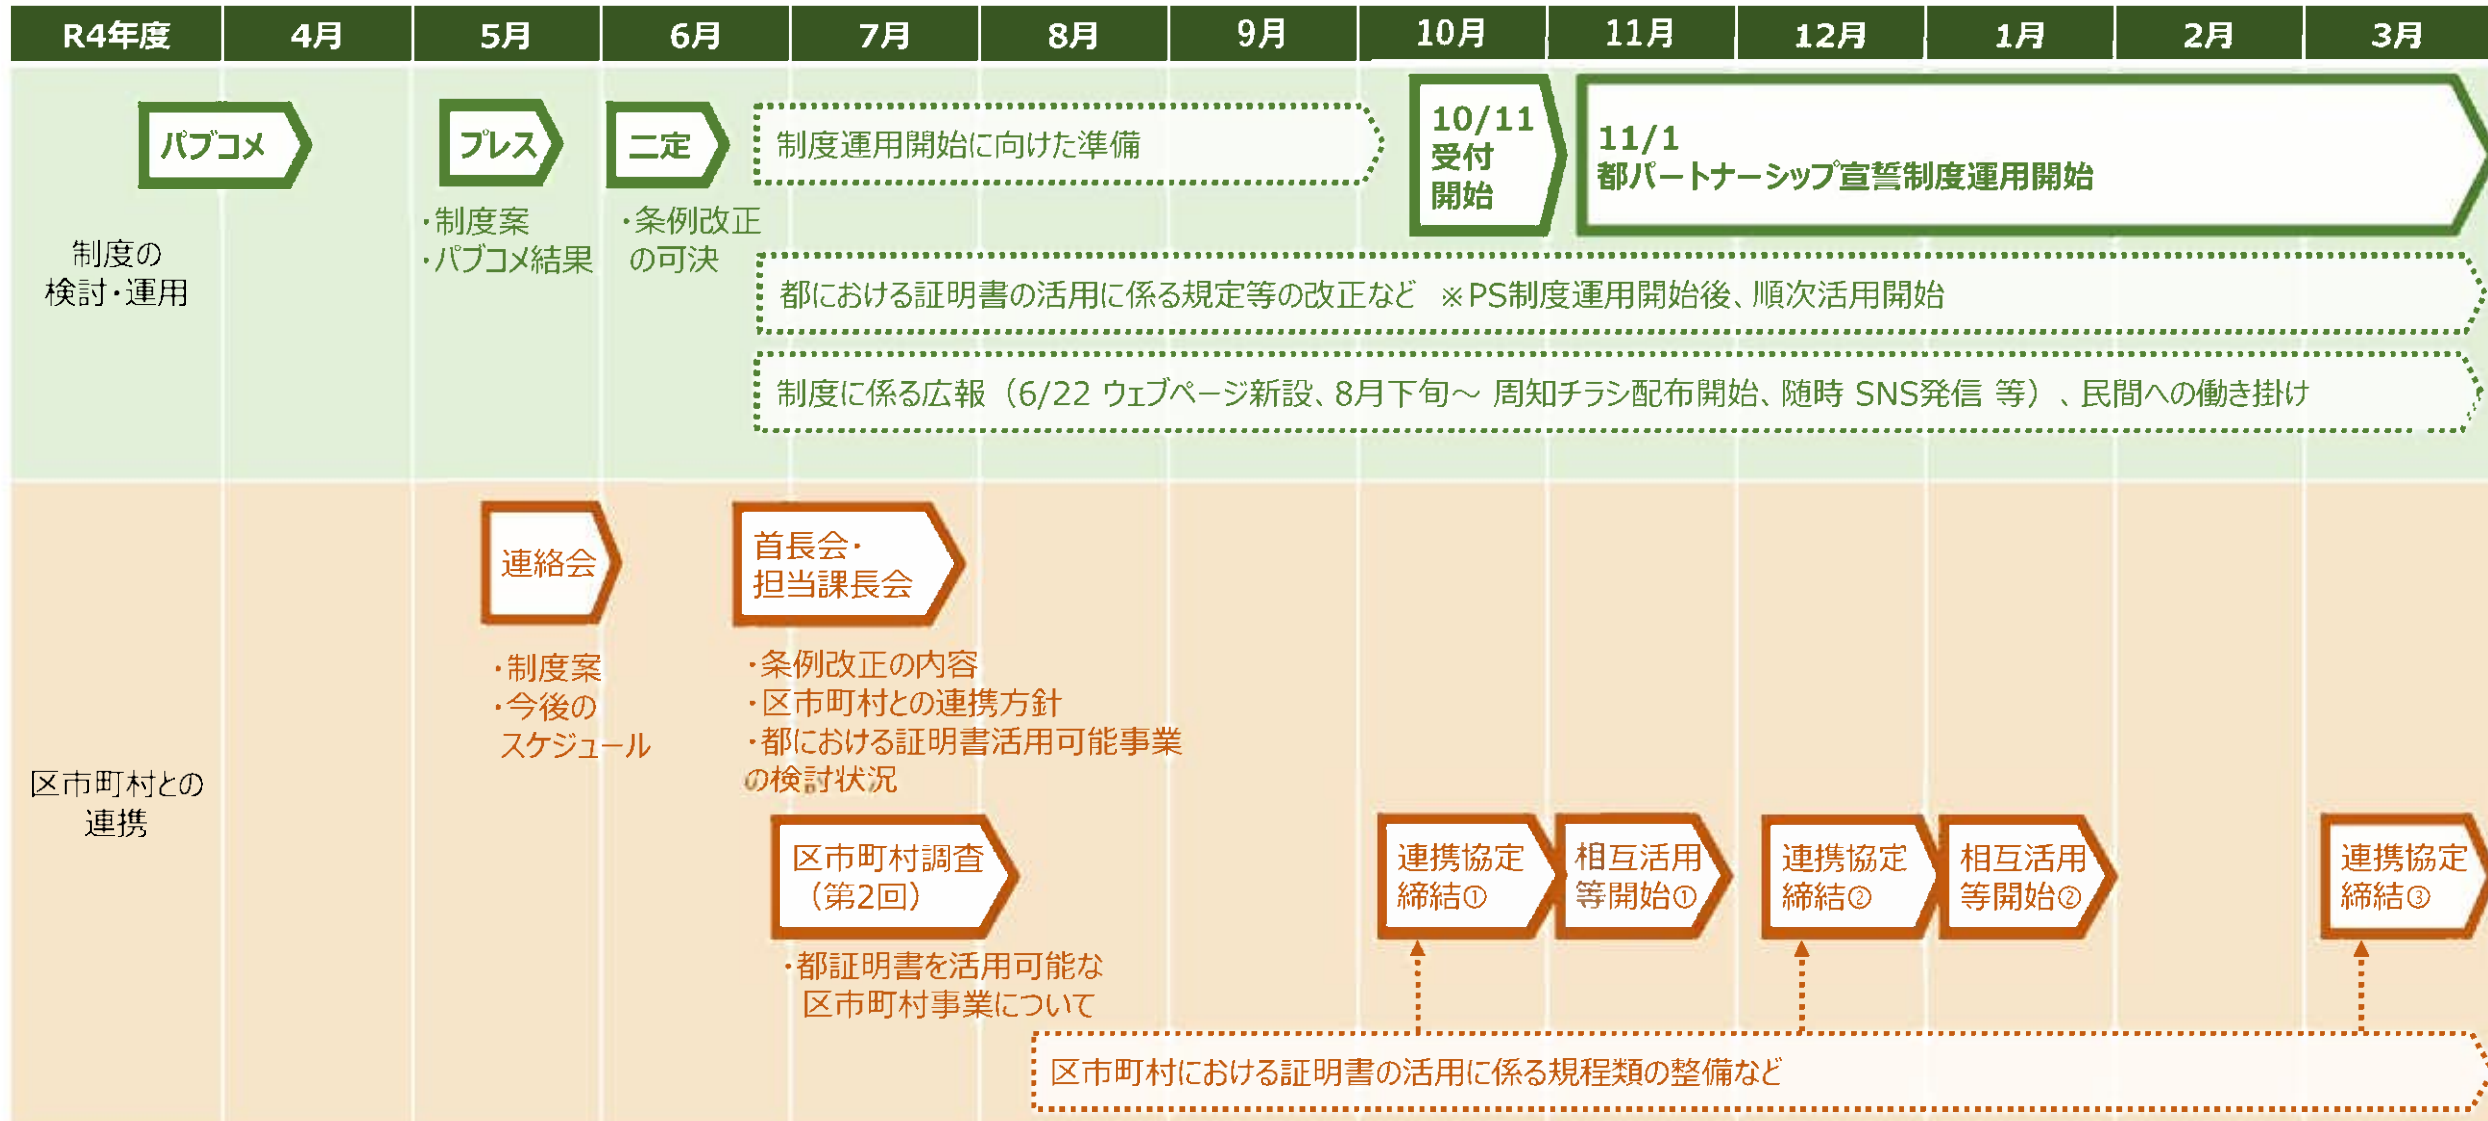 R4年度 4月 5月 6月 7月 8月 9月 10月 11月 12月 1月 2月 3月
制度の
検討・運用
パブコメ
プレス
・制度案
・パブコメ結果
二定
・条例改正
の可決
制度運用開始に向けた準備
10/11
受付
開始
11/1
都パートナーシップ宣誓制度運用開始
都における証明書の活用に係る規定等の改正など ※PS制度運用開始後、順次活用開始
制度に係る広報（6/22 ウェブページ新設、8月下旬～ 周知チラシ配布開始、随時 SNS発信 等）、民間への働き掛け
区市町村との
連携
連絡会
・制度案
・今後の
スケジュール
首長会・
担当課長会
・条例改正の内容
・区市町村との連携方針
・都における証明書活用可能事業
の検討状況
区市町村調査
（第2回）
・都証明書を活用可能な
区市町村事業について
連携協定
締結①
相互活用
等開始①
連携協定
締結②
相互活用
等開始②
連携協定
締結③
区市町村における証明書の活用に係る規程類の整備など